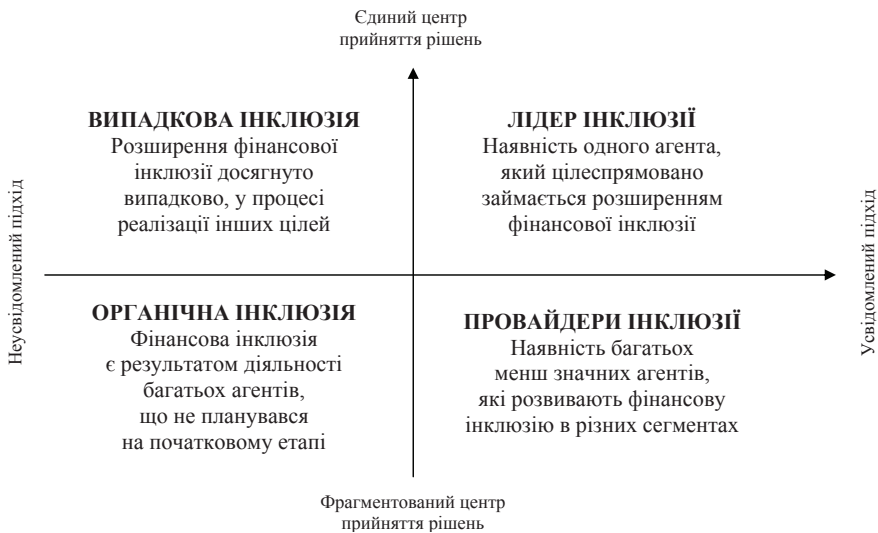 Єдиний центр
прийняття рішень
ВИПАДКОВА ІНКЛЮЗІЯ
Розширення фінансової
інклюзії досягнуто
випадково, у процесі
реалізації інших цілей
ЛІДЕР ІНКЛЮЗІЇ
Наявність одного агента,
який цілеспрямовано
займається розширенням
фінансової інклюзії
Неусвідомлений підхід
Усвідомлений підхід
ОРГАНІЧНА ІНКЛЮЗІЯ
Фінансова інклюзія
є результатом діяльності
багатьох агентів,
що не планувався
на початковому етапі
ПРОВАЙДЕРИ ІНКЛЮЗІЇ
Наявність багатьох
менш значних агентів,
які розвивають фінансову
інклюзію в різних сегментах
Фрагментований центр
прийняття рішень